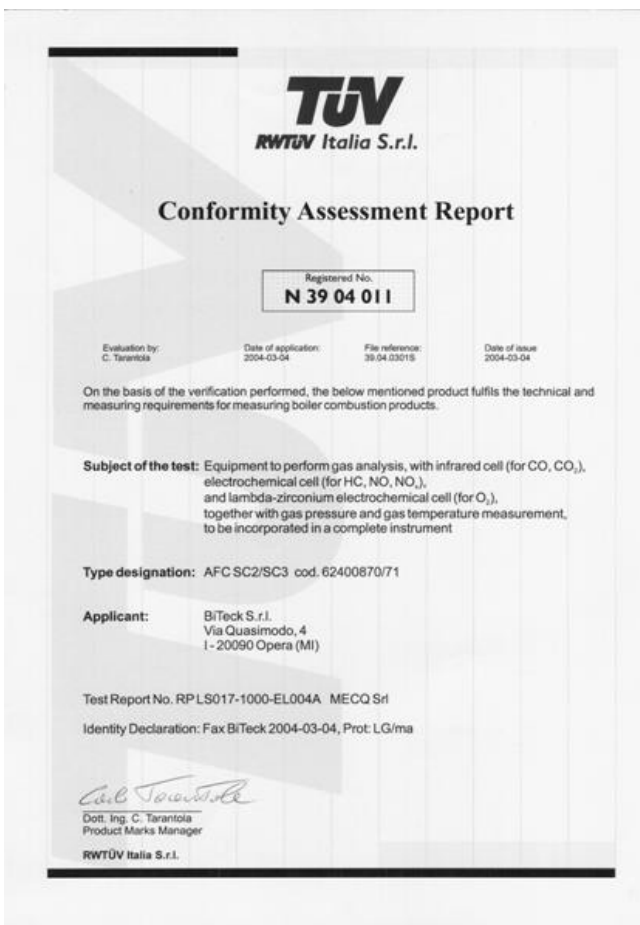 TÜV
RWTÜV Italia S.r.l.
Conformity Assessment Report
Registered No.
N 39 04 011
Evaluation by: Date of application: File reference: Date of issue
C. Tarantola 2004-03-04 39.04.0301S 2004-03-04
On the basis of the verification performed, the below mentioned product fulfils the technical and
measuring requirements for measuring boiler combustion products.
Subject of the test: Equipment to perform gas analysis, with infrared cell (for CO, CO₂),
electrochemical cell (for HC, NO, NOₓ),
and lambda-zirconium electrochemical cell (for O₂),
together with gas pressure and gas temperature measurement,
to be incorporated in a complete instrument
Type designation: AFC SC2/SC3 cod. 62400870/71
Applicant: BiTeck S.r.l.
Via Quasimodo, 4
I - 20090 Opera (MI)
Test Report No. RP LS017-1000-EL004A MECQ Srl
Identity Declaration: Fax BiTeck 2004-03-04, Prot: LG/ma
Carlo Tarantola
Dott. Ing. C. Tarantola
Product Marks Manager
RWTÜV Italia S.r.l.